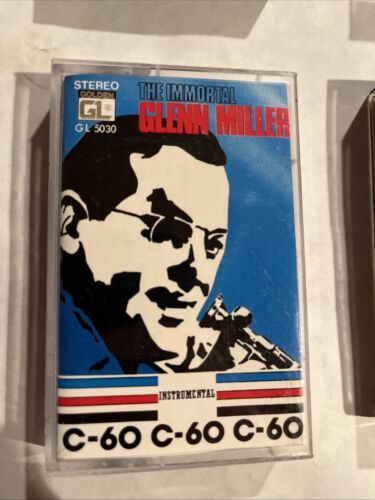 STEREO
GOLDEN
GL
GL 5030
THE IMMORTAL
GLENN MILLER
INSTRUMENTAL
C-60 C-60 C-60